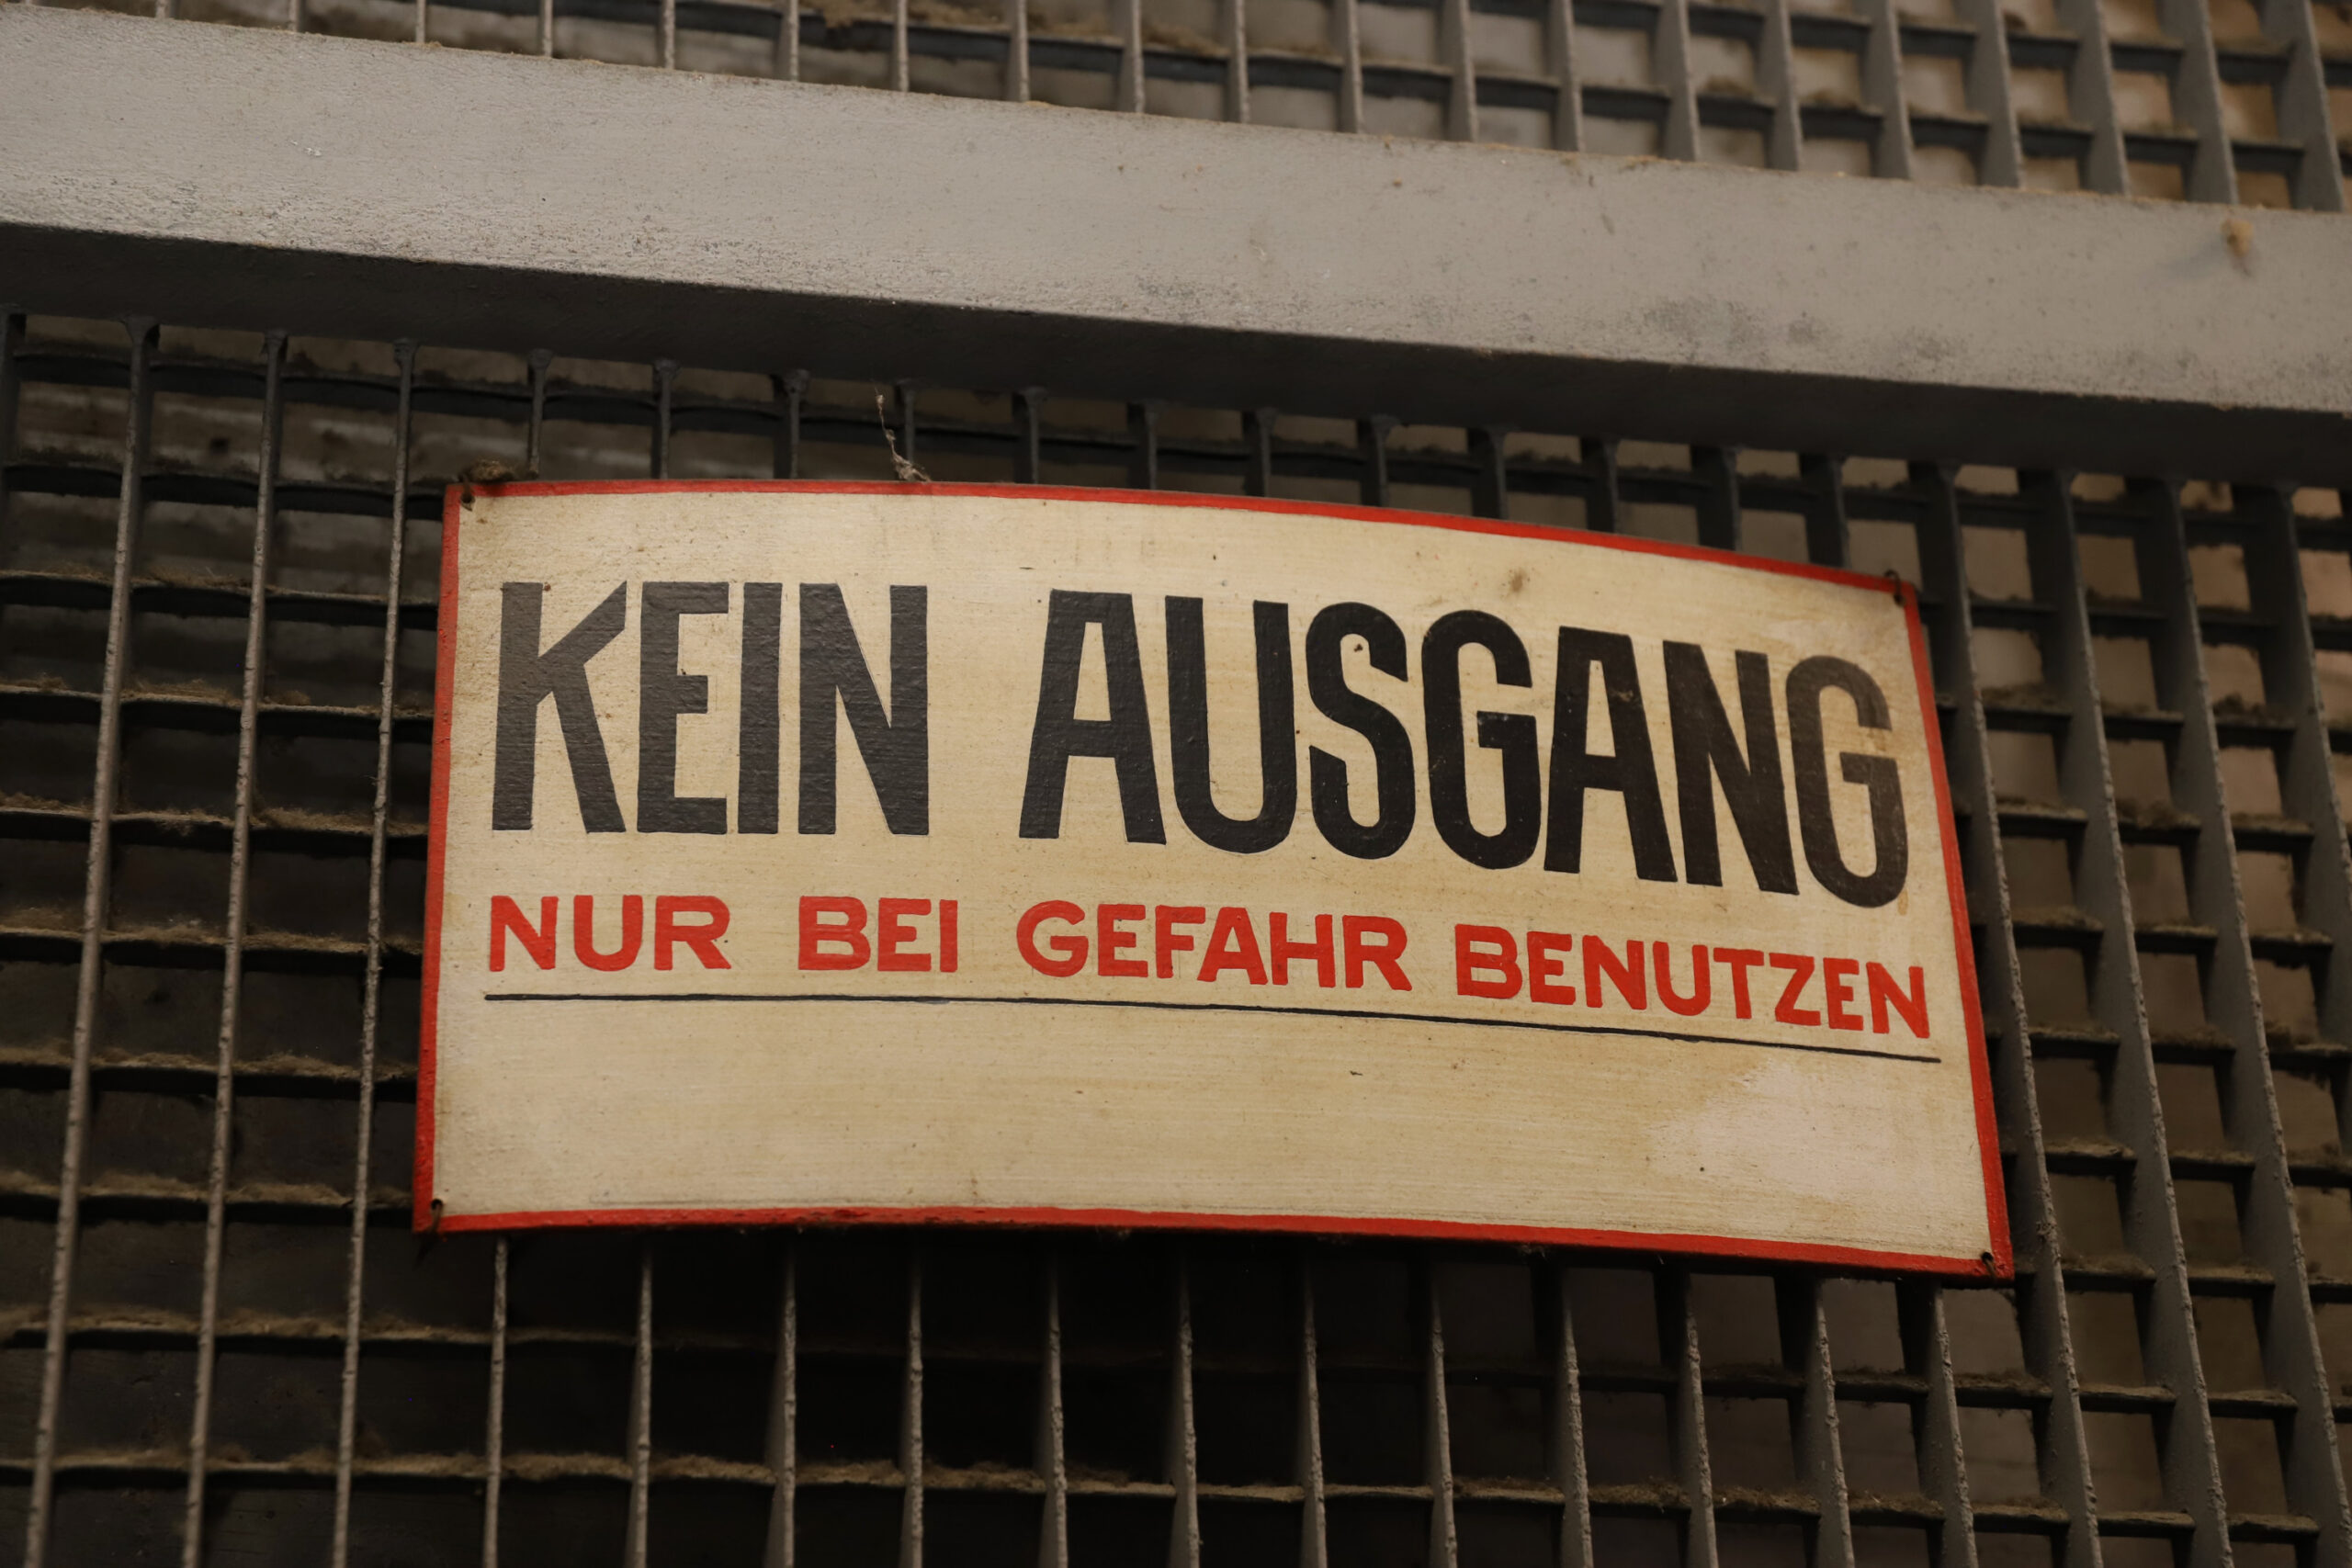 KEIN AUSGANG
NUR BEI GEFAHR BENUTZEN